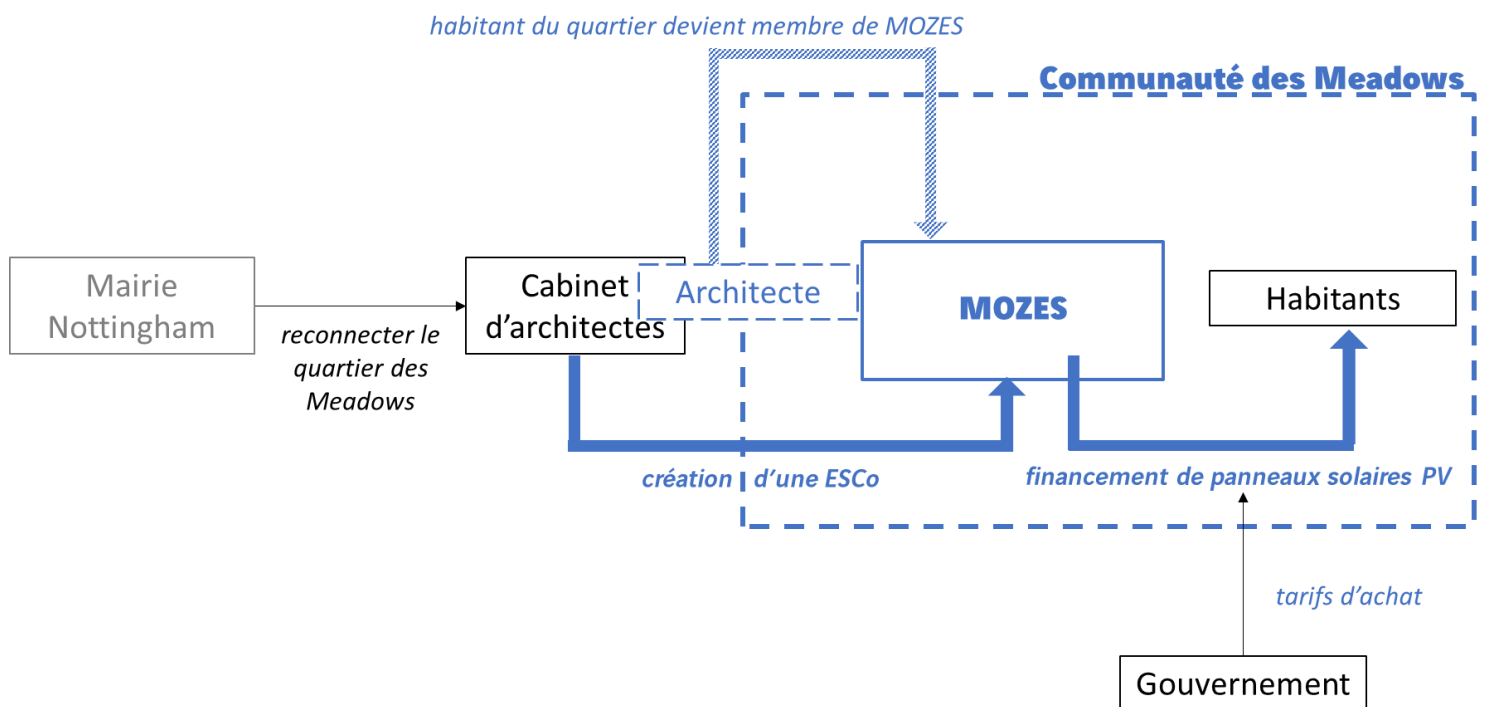 habitant du quartier devient membre de MOZES
Communauté des Meadows
Mairie
Nottingham
reconnecter le
quartier des
Meadows
Cabinet
d'architectes
Architecte
MOZES
Habitants
création d'une ESCo
financement de panneaux solaires PV
tarifs d'achat
Gouvernement